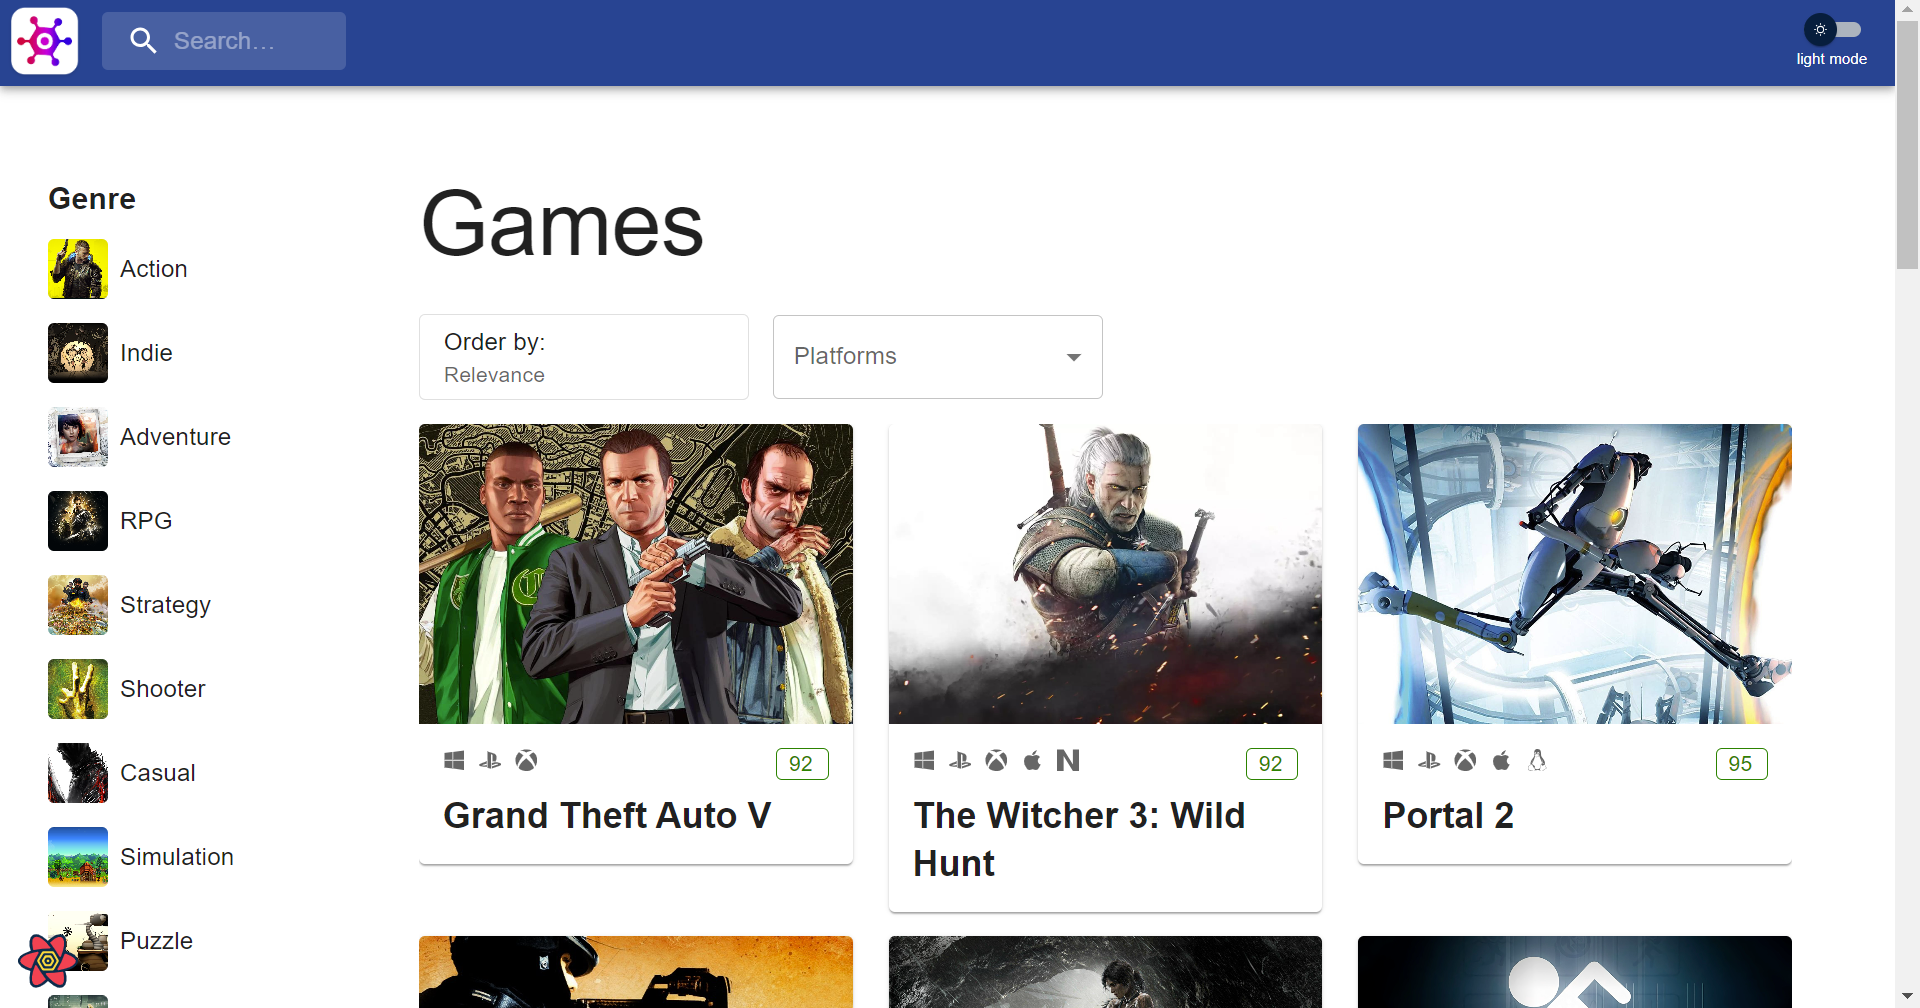 Search…
light mode
Genre
Action
Indie
Adventure
RPG
Strategy
Shooter
Casual
Simulation
Puzzle
Games
Order by:
Relevance
Platforms
92
Grand Theft Auto V
92
The Witcher 3: Wild
Hunt
95
Portal 2